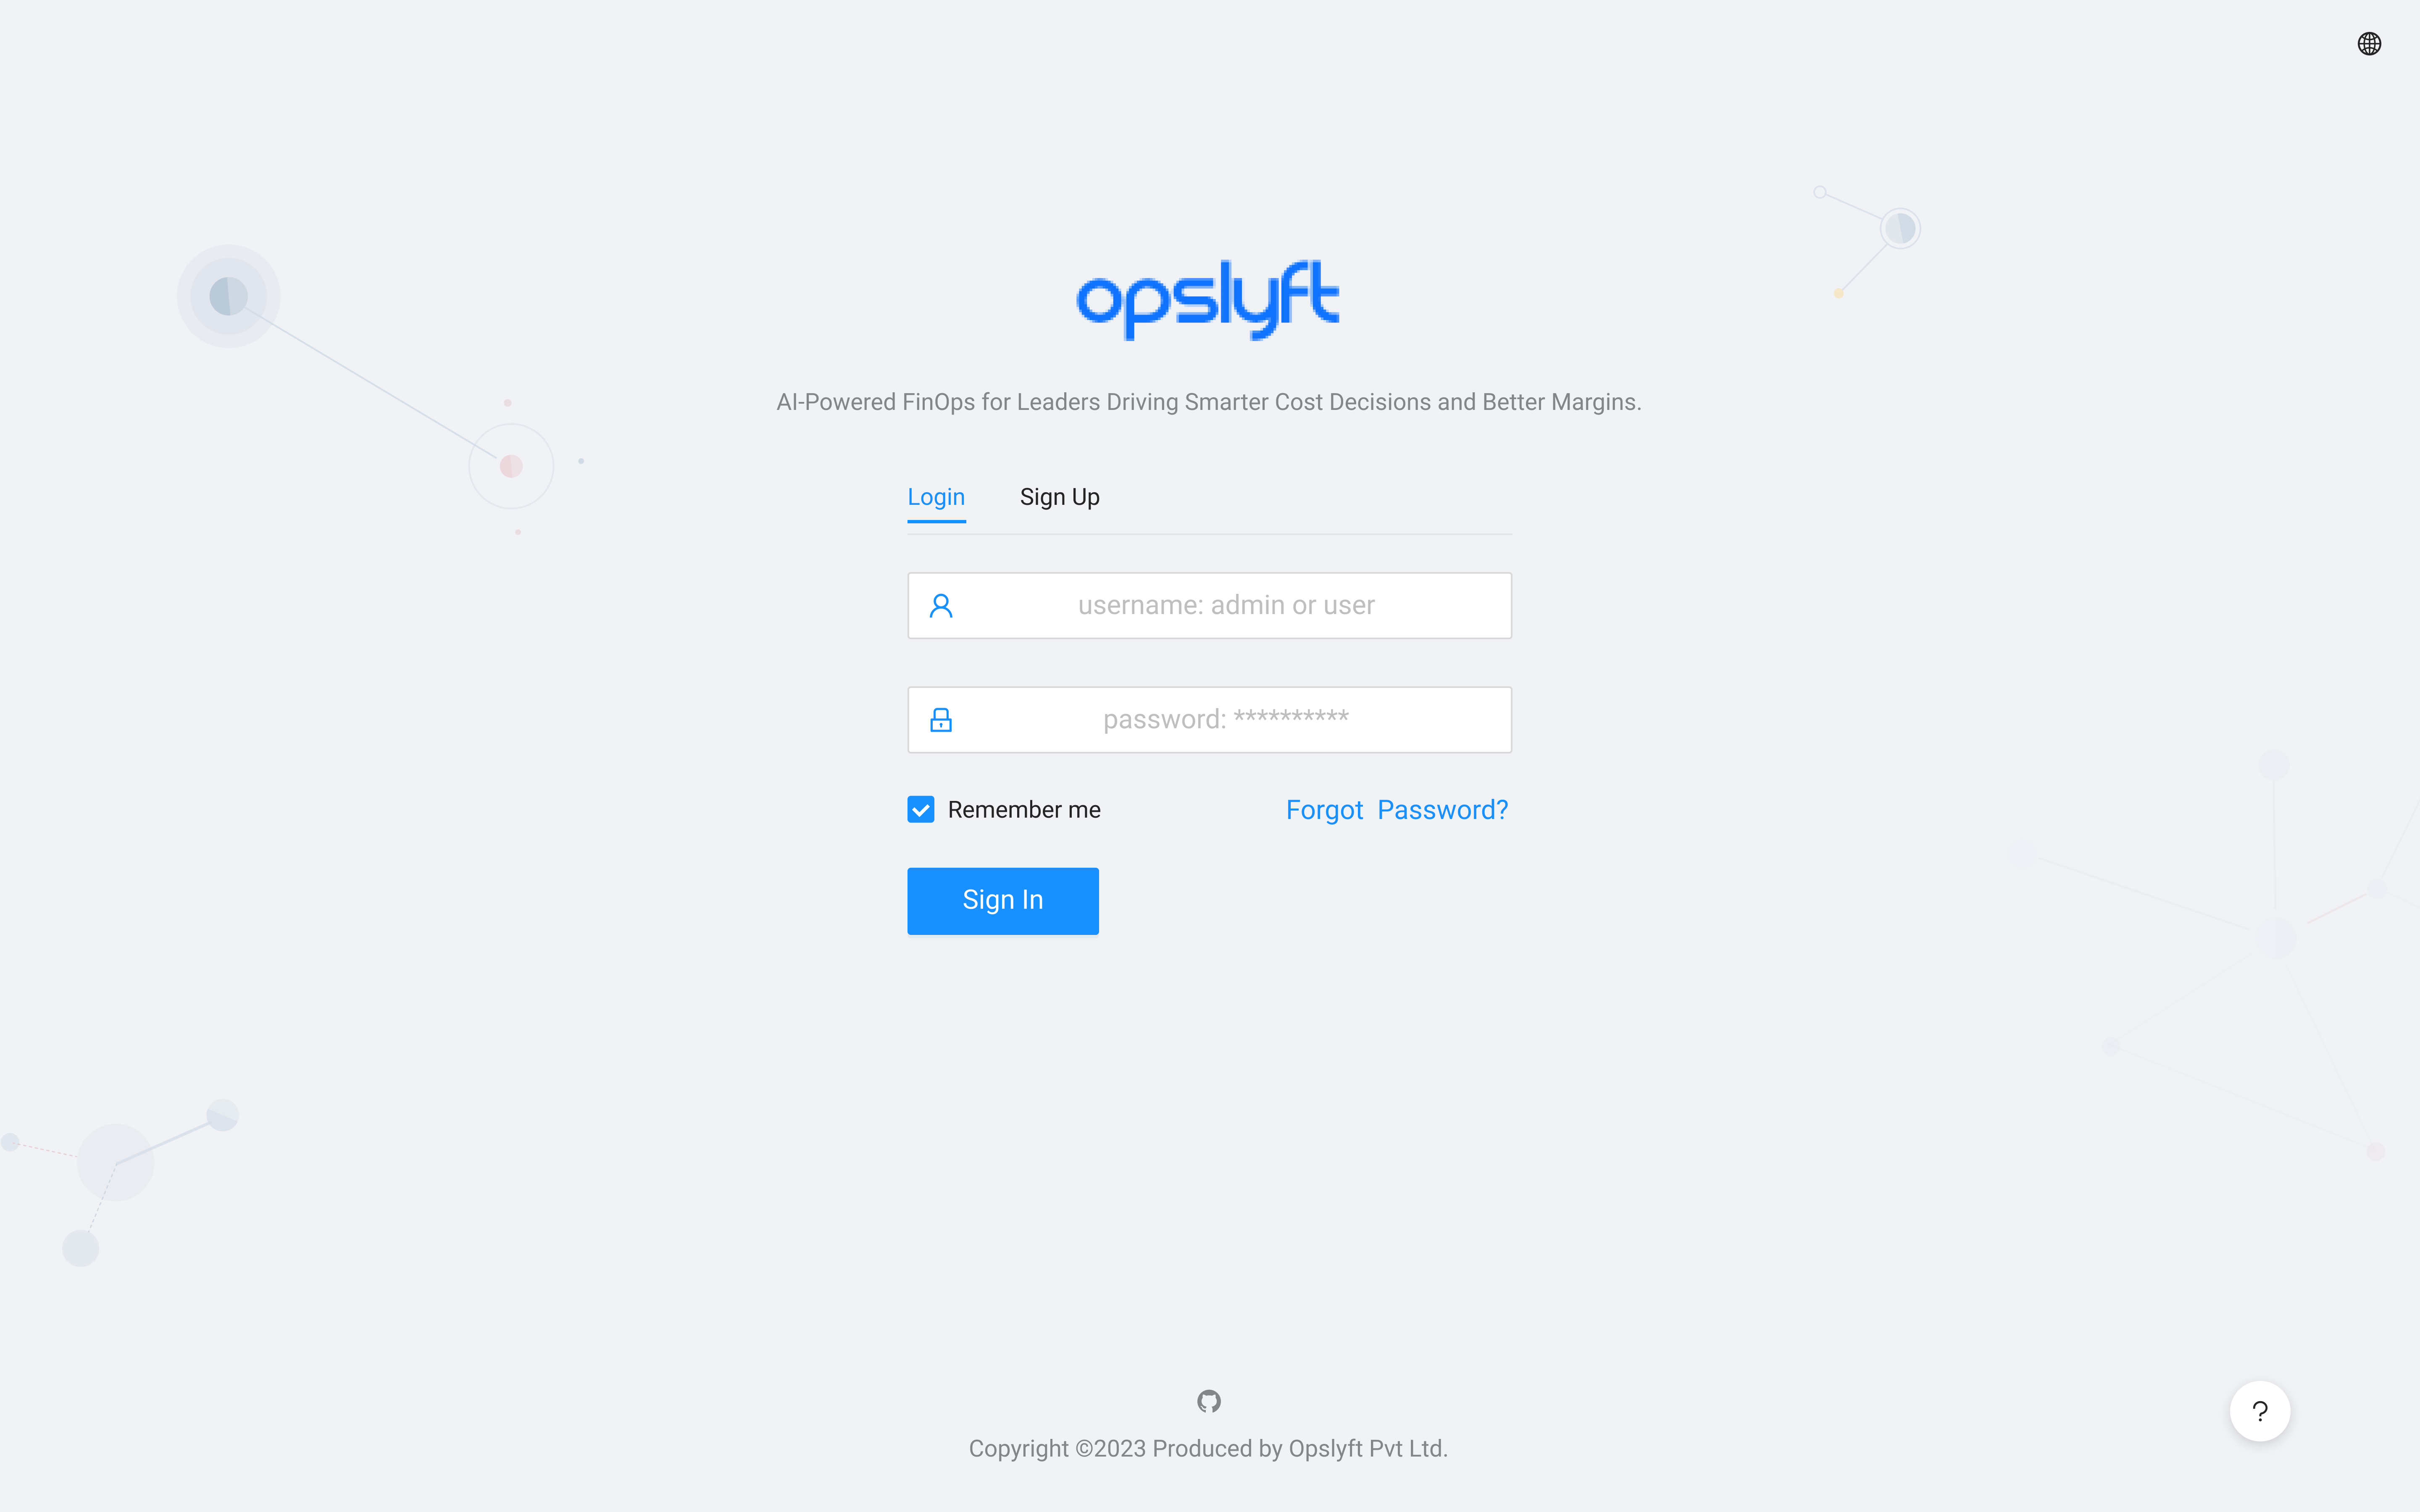 opslyft
AI-Powered FinOps for Leaders Driving Smarter Cost Decisions and Better Margins.
Login Sign Up
username: admin or user
password: **********
Remember me Forgot Password?
Sign In
?
Copyright ©2023 Produced by Opslyft Pvt Ltd.